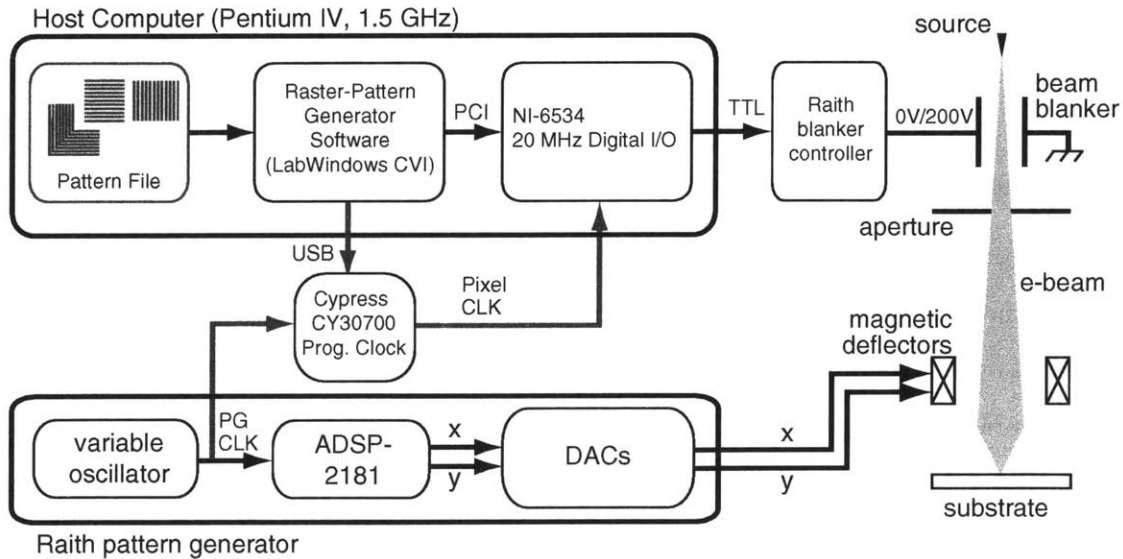 Host Computer (Pentium IV, 1.5 GHz)
Pattern File
Raster-Pattern
Generator
Software
(LabWindows CVI)
PCI
NI-6534
20 MHz Digital I/O
TTL
Raith
blanker
controller
0V/200V
source
beam
blanker
aperture
e-beam
magnetic
deflectors
substrate
USB
Cypress
CY30700
Prog. Clock
Pixel
CLK
variable
oscillator
PG
CLK
ADSP-
2181
x
y
DACs
x
y
Raith pattern generator